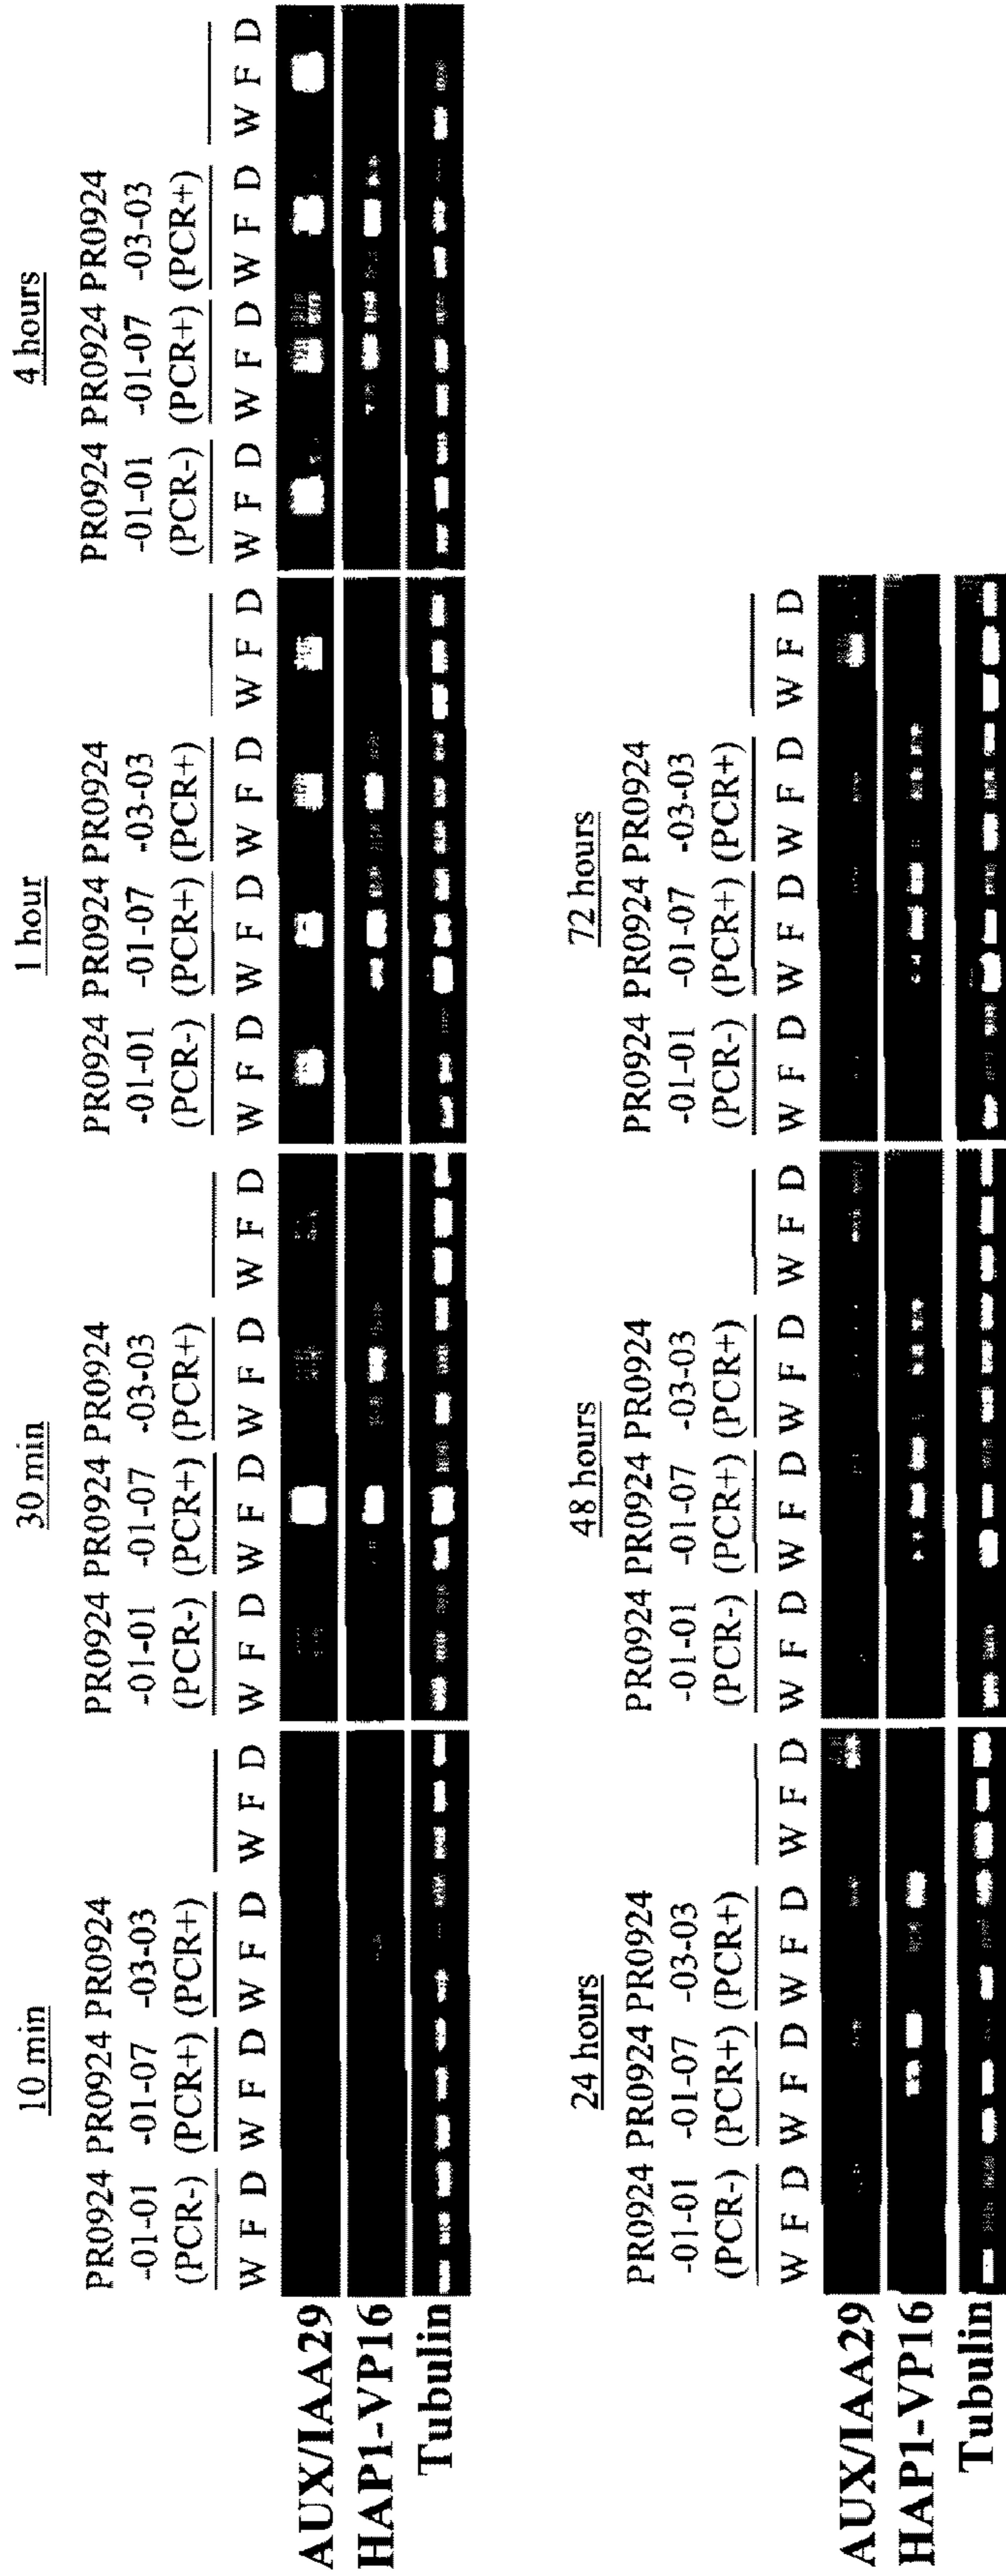 10 min 30 min 1 hour 4 hours
PR0924 PR0924 PR0924 PR0924 PR0924 PR0924 PR0924 PR0924 PR0924 PR0924 PR0924 PR0924
-01-01 -01-07 -03-03 -01-01 -01-07 -03-03 -01-01 -01-07 -03-03 -01-01 -01-07 -03-03
(PCR-) (PCR+) (PCR+) (PCR-) (PCR+) (PCR+) (PCR-) (PCR+) (PCR+) (PCR-) (PCR+) (PCR+)
W F D W F D W F D W F D W F D W F D W F D W F D W F D W F D W F D W F D W F D W F D W F D W F D
AUX/IAA29
HAP1-VP16
Tubulin
24 hours 48 hours 72 hours
PR0924 PR0924 PR0924 PR0924 PR0924 PR0924 PR0924 PR0924 PR0924
-01-01 -01-07 -03-03 -01-01 -01-07 -03-03 -01-01 -01-07 -03-03
(PCR-) (PCR+) (PCR+) (PCR-) (PCR+) (PCR+) (PCR-) (PCR+) (PCR+)
W F D W F D W F D W F D W F D W F D W F D W F D W F D W F D W F D W F D
AUX/IAA29
HAP1-VP16
Tubulin